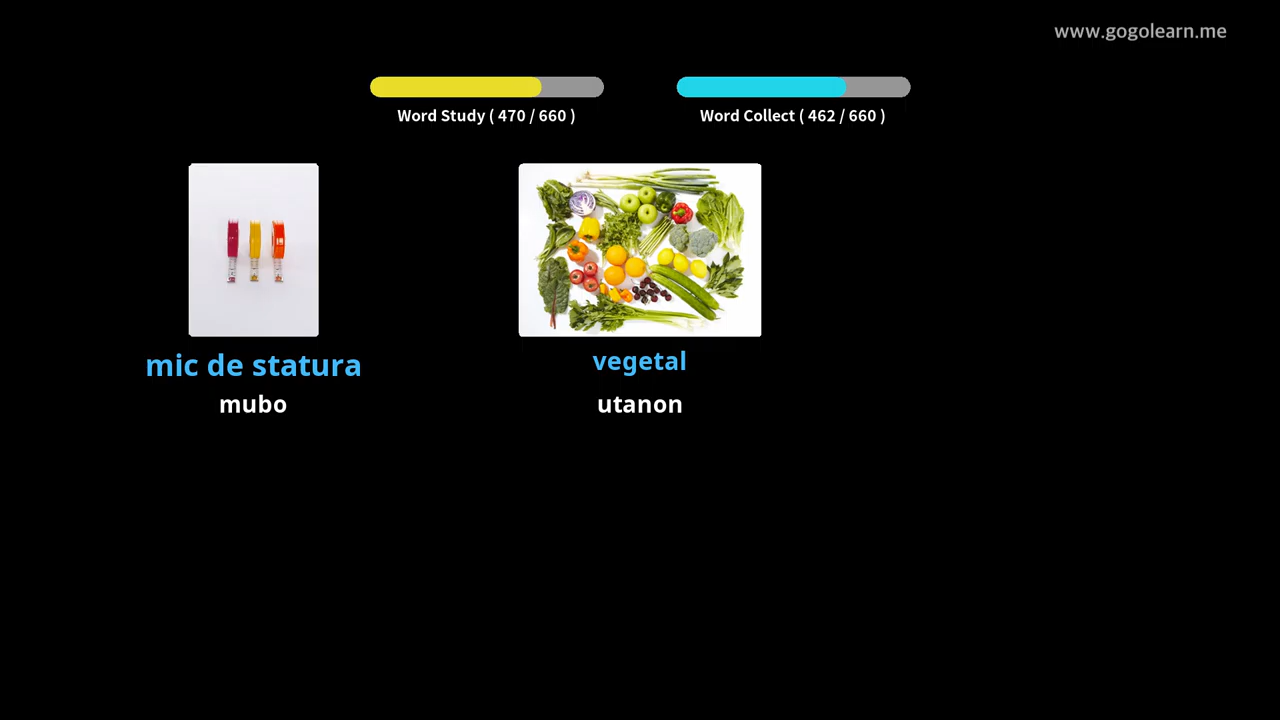 www.gogolearn.me
Word Study ( 470 / 660 )
Word Collect ( 462 / 660 )
mic de statura
mubo
vegetal
utanon